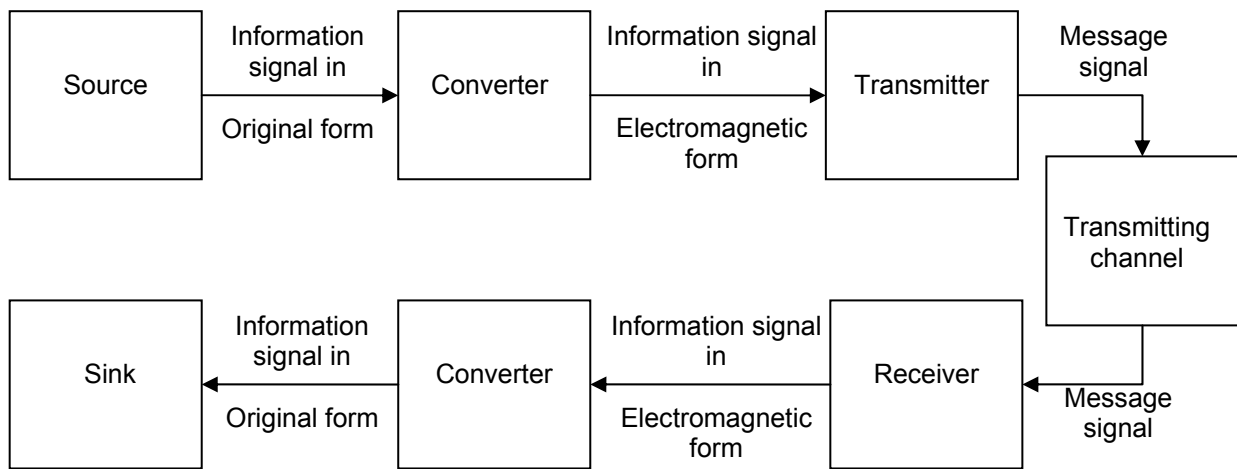 Source
Information
signal in
Original form
Converter
Information signal
in
Electromagnetic
form
Transmitter
Message
signal
Transmitting
channel
Sink
Information
signal in
Original form
Converter
Information signal
in
Electromagnetic
form
Receiver
Message
signal